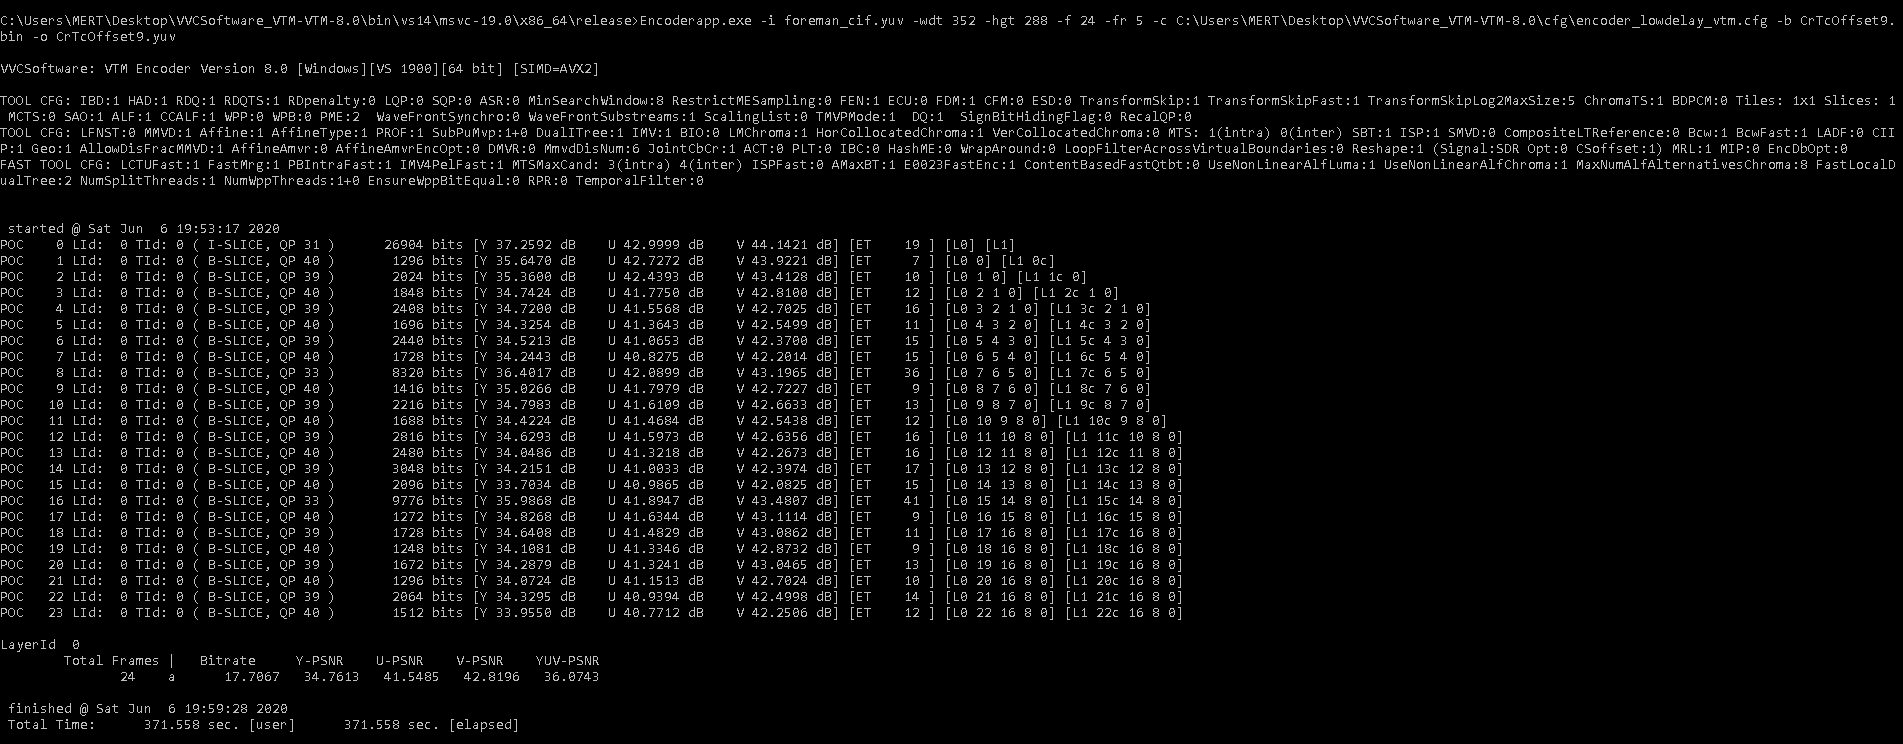 C:\Users\MERT\Desktop\VVCSoftware_VTM-VTM-8.0\bin\vs14\msvc-19.0\x86_64\release>Encoderapp.exe -i foreman_cif.yuv -wdt 352 -hgt 288 -f 24 -fr 5 -c C:\Users\MERT\Desktop\VVCSoftware_VTM-VTM-8.0\cfg\encoder_lowdelay_vtm.cfg -b CrTcOffset9.
bin -o CrTcOffset9.yuv
VVCSoftware: VTM Encoder Version 8.0 [Windows][VS 1900][64 bit] [SIMD=AVX2]
TOOL CFG: IBD:1 HAD:1 RDQ:1 RDQTS:1 RDpenalty:0 LQP:0 SQP:0 ASR:0 MinSearchWindow:8 RestrictMESampling:0 FEN:1 ECU:0 FDM:1 CFM:0 ESD:0 TransformSkip:1 TransformSkipFast:1 TransformSkipLog2MaxSize:5 ChromaTS:1 BDPCM:0 Tiles: 1x1 Slices: 1
MCTS:0 SAO:1 ALF:1 CCALF:1 WPP:0 WPB:0 PME:2 WaveFrontSynchro:0 WaveFrontSubstreams:1 ScalingList:0 TMVPMode:1 DQ:1 SignBitHidingFlag:0 RecalQP:0
TOOL CFG: LFNST:0 MMVD:1 Affine:1 AffineType:1 PROF:1 SubPuMvp:1+0 DualITree:1 IMV:1 BIO:0 LMChroma:1 HorCollocatedChroma:1 VerCollocatedChroma:0 MTS: 1(intra) 0(inter) SBT:1 ISP:1 SMVD:0 CompositeLTReference:0 Bcw:1 BcwFast:1 LADF:0 CII
P:1 Geo:1 AllowDisFracMMVD:1 AffineAmvr:0 AffineAmvrEncOpt:0 DMVR:0 MmvdDisNum:6 JointCbCr:1 ACT:0 PLT:0 IBC:0 HashME:0 WrapAround:0 LoopFilterAcrossVirtualBoundaries:0 Reshape:1 (Signal:SDR Opt:0 CSoffset:1) MRL:1 MIP:0 EncDbOpt:0
FAST TOOL CFG: LCTUFast:1 FastMrg:1 PBIntraFast:1 IMV4PelFast:1 MTSMaxCand: 3(intra) 4(inter) ISPFast:0 AMaxBT:1 E0023FastEnc:1 ContentBasedFastQtbt:0 UseNonLinearAlfLuma:1 UseNonLinearAlfChroma:1 MaxNumAlfAlternativesChroma:8 FastLocalD
ualTree:2 NumSplitThreads:1 NumWppThreads:1+0 EnsureWppBitEqual:0 RPR:0 TemporalFilter:0
started @ Sat Jun  6 19:53:17 2020
POC 0 LId: 0 TId: 0 ( I-SLICE, QP 31 ) 26904 bits [Y 37.2592 dB U 42.9999 dB V 44.1421 dB] [ET 19 ] [L0] [L1]
POC 1 LId: 0 TId: 0 ( B-SLICE, QP 40 ) 1296 bits [Y 35.6470 dB U 42.7272 dB V 43.9221 dB] [ET 7 ] [L0 0] [L1 0c]
POC 2 LId: 0 TId: 0 ( B-SLICE, QP 39 ) 2024 bits [Y 35.3600 dB U 42.4393 dB V 43.4128 dB] [ET 10 ] [L0 1 0] [L1 1c 0]
POC 3 LId: 0 TId: 0 ( B-SLICE, QP 40 ) 1848 bits [Y 34.7424 dB U 41.7750 dB V 42.8100 dB] [ET 12 ] [L0 2 1 0] [L1 2c 1 0]
POC 4 LId: 0 TId: 0 ( B-SLICE, QP 39 ) 2408 bits [Y 34.7200 dB U 41.5568 dB V 42.7025 dB] [ET 16 ] [L0 3 2 1 0] [L1 3c 2 1 0]
POC 5 LId: 0 TId: 0 ( B-SLICE, QP 40 ) 1696 bits [Y 34.3254 dB U 41.3643 dB V 42.5499 dB] [ET 11 ] [L0 4 3 2 0] [L1 4c 3 2 0]
POC 6 LId: 0 TId: 0 ( B-SLICE, QP 39 ) 2440 bits [Y 34.5213 dB U 41.0653 dB V 42.3700 dB] [ET 15 ] [L0 5 4 3 0] [L1 5c 4 3 0]
POC 7 LId: 0 TId: 0 ( B-SLICE, QP 40 ) 1728 bits [Y 34.2443 dB U 40.8275 dB V 42.2014 dB] [ET 15 ] [L0 6 5 4 0] [L1 6c 5 4 0]
POC 8 LId: 0 TId: 0 ( B-SLICE, QP 33 ) 8320 bits [Y 36.4017 dB U 42.0899 dB V 43.1965 dB] [ET 36 ] [L0 7 6 5 0] [L1 7c 6 5 0]
POC 9 LId: 0 TId: 0 ( B-SLICE, QP 40 ) 1416 bits [Y 35.0266 dB U 41.7979 dB V 42.7227 dB] [ET 9 ] [L0 8 7 6 0] [L1 8c 7 6 0]
POC 10 LId: 0 TId: 0 ( B-SLICE, QP 39 ) 2216 bits [Y 34.7983 dB U 41.6109 dB V 42.6633 dB] [ET 13 ] [L0 9 8 7 0] [L1 9c 8 7 0]
POC 11 LId: 0 TId: 0 ( B-SLICE, QP 40 ) 1688 bits [Y 34.4224 dB U 41.4684 dB V 42.5438 dB] [ET 12 ] [L0 10 9 8 0] [L1 10c 9 8 0]
POC 12 LId: 0 TId: 0 ( B-SLICE, QP 39 ) 2816 bits [Y 34.6293 dB U 41.5973 dB V 42.6356 dB] [ET 16 ] [L0 11 10 8 0] [L1 11c 10 8 0]
POC 13 LId: 0 TId: 0 ( B-SLICE, QP 40 ) 2480 bits [Y 34.0486 dB U 41.3218 dB V 42.2673 dB] [ET 16 ] [L0 12 11 8 0] [L1 12c 11 8 0]
POC 14 LId: 0 TId: 0 ( B-SLICE, QP 39 ) 3048 bits [Y 34.2151 dB U 41.0033 dB V 42.3974 dB] [ET 17 ] [L0 13 12 8 0] [L1 13c 12 8 0]
POC 15 LId: 0 TId: 0 ( B-SLICE, QP 40 ) 2096 bits [Y 33.7034 dB U 40.9865 dB V 42.0825 dB] [ET 15 ] [L0 14 13 8 0] [L1 14c 13 8 0]
POC 16 LId: 0 TId: 0 ( B-SLICE, QP 33 ) 9776 bits [Y 35.9868 dB U 41.8947 dB V 43.4807 dB] [ET 41 ] [L0 15 14 8 0] [L1 15c 14 8 0]
POC 17 LId: 0 TId: 0 ( B-SLICE, QP 40 ) 1272 bits [Y 34.8268 dB U 41.6344 dB V 43.1114 dB] [ET 9 ] [L0 16 15 8 0] [L1 16c 15 8 0]
POC 18 LId: 0 TId: 0 ( B-SLICE, QP 39 ) 1728 bits [Y 34.6408 dB U 41.4829 dB V 43.0862 dB] [ET 11 ] [L0 17 16 8 0] [L1 17c 16 8 0]
POC 19 LId: 0 TId: 0 ( B-SLICE, QP 40 ) 1248 bits [Y 34.1081 dB U 41.3346 dB V 42.8732 dB] [ET 9 ] [L0 18 16 8 0] [L1 18c 16 8 0]
POC 20 LId: 0 TId: 0 ( B-SLICE, QP 39 ) 1672 bits [Y 34.2879 dB U 41.3241 dB V 43.0465 dB] [ET 13 ] [L0 19 16 8 0] [L1 19c 16 8 0]
POC 21 LId: 0 TId: 0 ( B-SLICE, QP 40 ) 1296 bits [Y 34.0724 dB U 41.1513 dB V 42.7024 dB] [ET 10 ] [L0 20 16 8 0] [L1 20c 16 8 0]
POC 22 LId: 0 TId: 0 ( B-SLICE, QP 39 ) 2064 bits [Y 34.3295 dB U 40.9394 dB V 42.4998 dB] [ET 14 ] [L0 21 16 8 0] [L1 21c 16 8 0]
POC 23 LId: 0 TId: 0 ( B-SLICE, QP 40 ) 1512 bits [Y 33.9550 dB U 40.7712 dB V 42.2506 dB] [ET 12 ] [L0 22 16 8 0] [L1 22c 16 8 0]
LayerId  0
Total Frames | Bitrate Y-PSNR U-PSNR V-PSNR YUV-PSNR
24 a 17.7067 34.7613 41.5485 42.8196 36.0743
finished @ Sat Jun  6 19:59:28 2020
Total Time: 371.558 sec. [user] 371.558 sec. [elapsed]